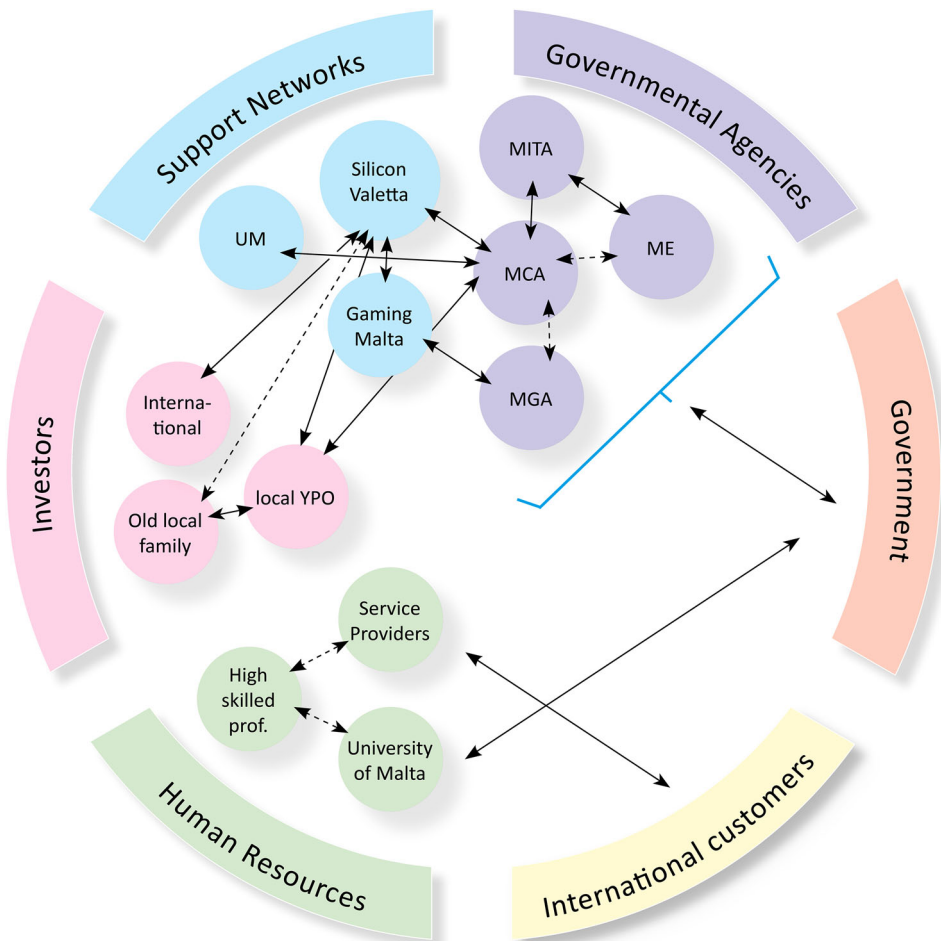 Support Networks
Governmental Agencies
Silicon
Valetta
MITA
UM
ME
MCA
Gaming
Malta
Interna-
tional
MGA
Investors
Government
local YPO
Old local
family
Service
Providers
High
skilled
prof.
University
of Malta
Human Resources
International customers